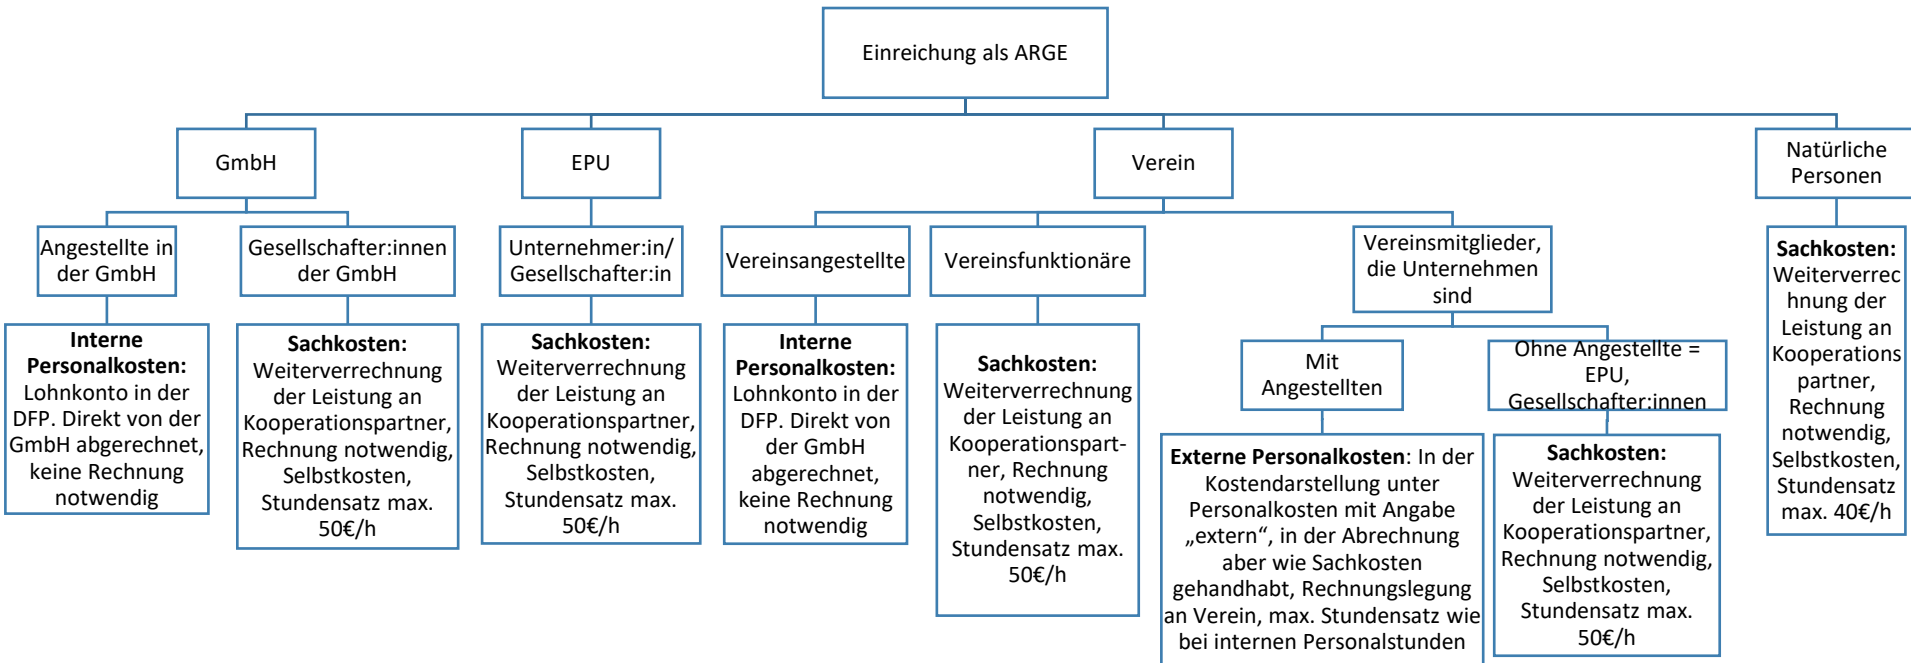 Einreichung als ARGE
GmbH
EPU
Verein
Natürliche
Personen
Angestellte in
der GmbH
Gesellschafter:innen
der GmbH
Unternehmer:in/
Gesellschafter:in
Vereinsangestellte
Vereinsfunktionäre
Vereinsmitglieder,
die Unternehmen
sind
Mit
Angestellten
Ohne Angestellte =
EPU,
Gesellschafter:innen
Interne
Personalkosten:
Lohnkonto in der
DFP. Direkt von der
GmbH abgerechnet,
keine Rechnung
notwendig
Sachkosten:
Weiterverrechnung
der Leistung an
Kooperationspartner,
Rechnung notwendig,
Selbstkosten,
Stundensatz max.
50€/h
Sachkosten:
Weiterverrechnung
der Leistung an
Kooperationspartner,
Rechnung notwendig,
Selbstkosten,
Stundensatz max.
50€/h
Interne
Personalkosten:
Lohnkonto in der
DFP. Direkt von
der GmbH
abgerechnet,
keine Rechnung
notwendig
Sachkosten:
Weiterverrechnung
der Leistung an
Kooperationspart-
ner, Rechnung
notwendig,
Selbstkosten,
Stundensatz max.
50€/h
Externe Personalkosten: In der
Kostendarstellung unter
Personalkosten mit Angabe
„extern“, in der Abrechnung
aber wie Sachkosten
gehandhabt, Rechnungslegung
an Verein, max. Stundensatz wie
bei internen Personalstunden
Sachkosten:
Weiterverrechnung
der Leistung an
Kooperationspartner,
Rechnung notwendig,
Selbstkosten,
Stundensatz max.
50€/h
Sachkosten:
Weiterverrec
hnung der
Leistung an
Kooperations
partner,
Rechnung
notwendig,
Selbstkosten,
Stundensatz
max. 40€/h